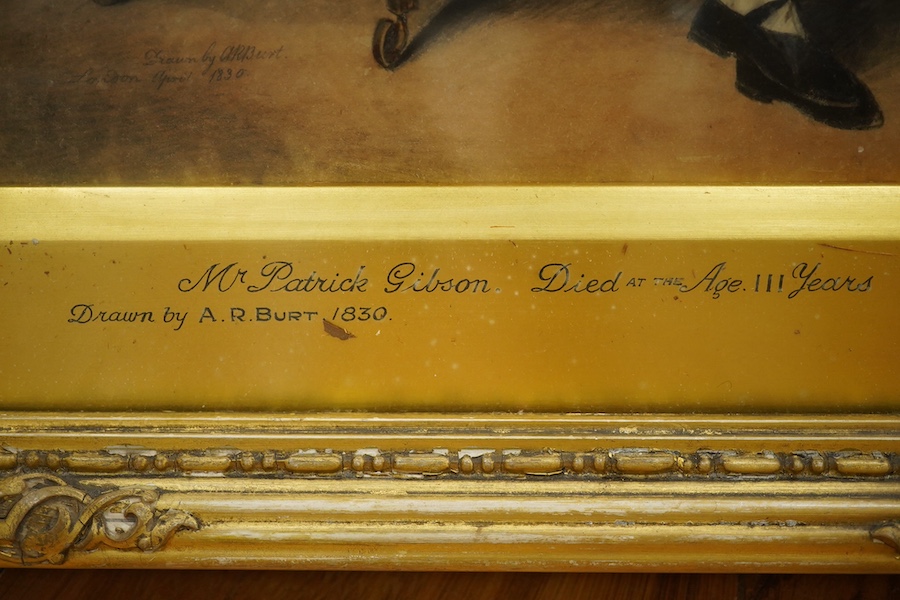 Drawn by A R Burt.
April 1830
Mr Patrick Gibson. Died AT THE Age. 111 Years
Drawn by A.R. BURT, 1830.